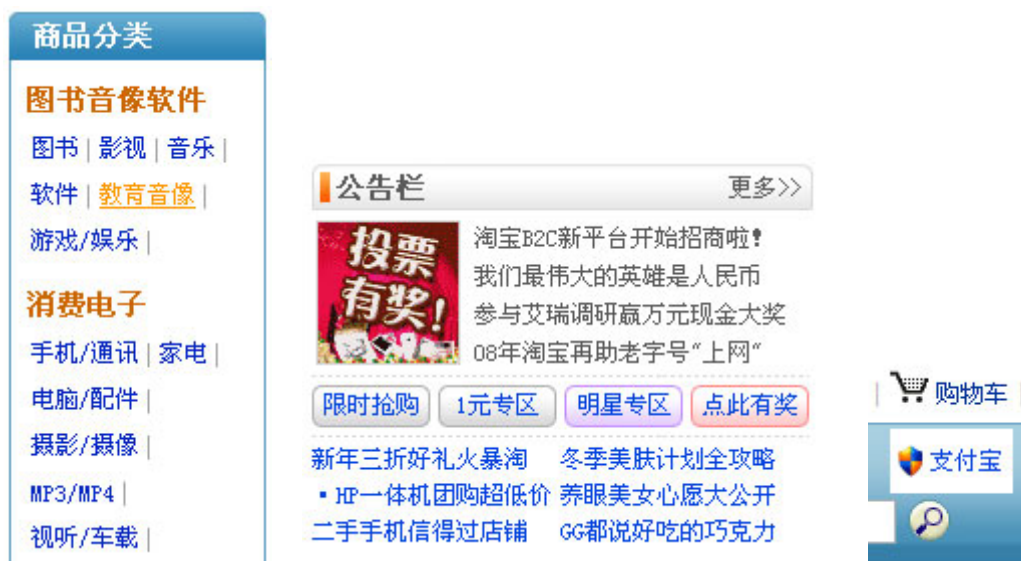 商品分类
图书音像软件
图书 | 影视 | 音乐 |
软件 | 教育音像 |
游戏/娱乐 |
消费电子
手机/通讯 | 家电 |
电脑/配件 |
摄影/摄像 |
MP3/MP4 |
视听/车载 |
公告栏 更多>>
投票
有奖!
淘宝B2C新平台开始招商啦!
我们最伟大的英雄是人民币
参与艾瑞调研赢万元现金大奖
08年淘宝再助老字号“上网”
限时抢购 1元专区 明星专区 点此有奖
新年三折好礼火暴淘 冬季美肤计划全攻略
▪ HP一体机团购超低价 养眼美女心愿大公开
二手手机信得过店铺 GG都说好吃的巧克力
| 购物车 |
支付宝